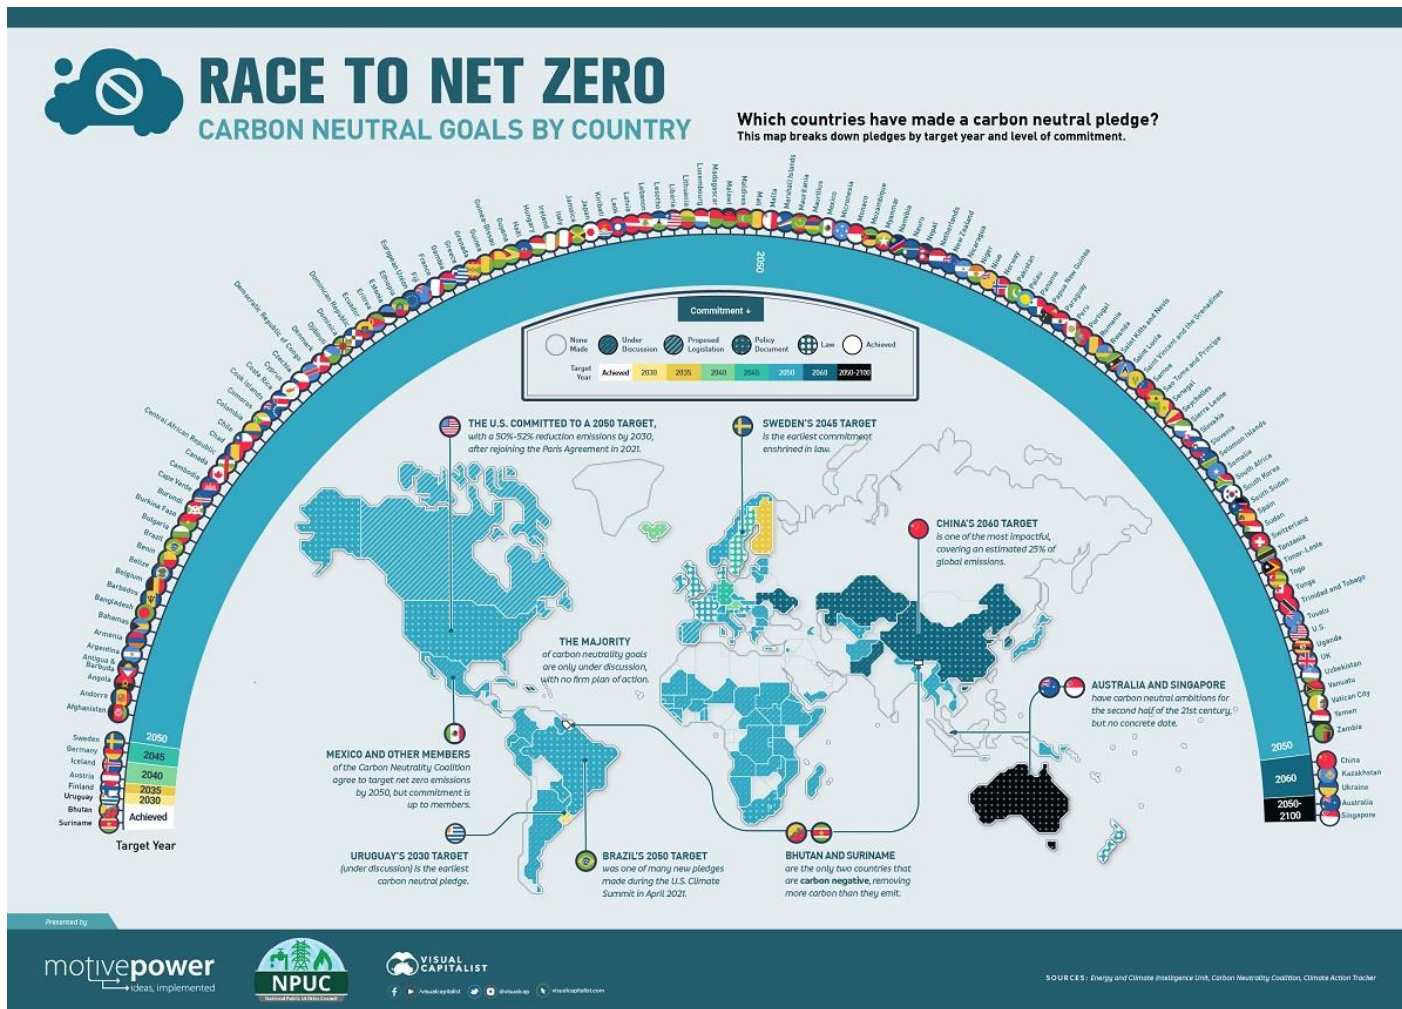 RACE TO NET ZERO
CARBON NEUTRAL GOALS BY COUNTRY
Which countries have made a carbon neutral pledge?
This map breaks down pledges by target year and level of commitment.
Suriname
Bhutan
Uruguay
Finland
Austria
Iceland
Germany
Sweden
Afghanistan
Andorra
Angola
Antigua &
Barbuda
Argentina
Armenia
Bahamas
Bangladesh
Barbados
Belgium
Belize
Benin
Brazil
Bulgaria
Burkina Faso
Burundi
Cape Verde
Cambodia
Canada
Central African Republic
Chad
Chile
Colombia
Comoros
Cook Islands
Costa Rica
Cyprus
Czechia
Democratic Republic of Congo
Denmark
Djibouti
Dominica
Dominican Republic
Ecuador
Eritrea
Estonia
Ethiopia
European Union
Fiji
France
Gambia
Greece
Grenada
Guinea
Guinea-Bissau
Guyana
Haiti
Hungary
Ireland
Italy
Jamaica
Japan
Kiribati
Laos
Latvia
Lebanon
Lesotho
Liberia
Lithuania
Luxembourg
Madagascar
Malawi
Maldives
Mali
Malta
Marshall Islands
Mauritania
Mauritius
Mexico
Micronesia
Monaco
Mozambique
Myanmar
Namibia
Nauru
Nepal
Netherlands
New Zealand
Nicaragua
Niger
Niue
Norway
Pakistan
Palau
Panama
Papua New Guinea
Paraguay
Peru
Portugal
Romania
Rwanda
Saint Kitts and Nevis
Saint Lucia
Saint Vincent and the Grenadines
Samoa
Sao Tome and Principe
Senegal
Seychelles
Sierra Leone
Slovakia
Slovenia
Solomon Islands
Somalia
South Africa
South Korea
South Sudan
Spain
Sudan
Switzerland
Tanzania
Timor-Leste
Togo
Tonga
Trinidad and Tobago
Tuvalu
U.S.
Uganda
UK
Uzbekistan
Vanuatu
Vatican City
Yemen
Zambia
China
Kazakhstan
Ukraine
Australia
Singapore
2050
2050
2045
2040
2035
2030
Achieved
Target Year
2050
2060
2050-
2100
Commitment ↓
None
Made
Under
Discussion
Proposed
Legislation
Policy
Document
Law
Achieved
Target
Year
Achieved 2030 2035 2040 2045 2050 2060 2050-2100
THE U.S. COMMITTED TO A 2050 TARGET,
with a 50%-52% reduction emissions by 2030,
after rejoining the Paris Agreement in 2021.
SWEDEN'S 2045 TARGET
is the earliest commitment
enshrined in law.
CHINA'S 2060 TARGET
is one of the most impactful,
covering an estimated 25% of
global emissions.
THE MAJORITY
of carbon neutrality goals
are only under discussion,
with no firm plan of action.
AUSTRALIA AND SINGAPORE
have carbon neutral ambitions for
the second half of the 21st century,
but no concrete date.
MEXICO AND OTHER MEMBERS
of the Carbon Neutrality Coalition
agree to target net zero emissions
by 2050, but commitment is
up to members.
URUGUAY'S 2030 TARGET
(under discussion) is the earliest
carbon neutral pledge.
BRAZIL'S 2050 TARGET
was one of many new pledges
made during the U.S. Climate
Summit in April 2021.
BHUTAN AND SURINAME
are the only two countries that
are carbon negative, removing
more carbon than they emit.
Presented by
motivepower
ideas, implemented
NPUC
National Public Utilities Council
VISUAL
CAPITALIST
/visualcapitalist @visualcap visualcapitalist.com
SOURCES: Energy and Climate Intelligence Unit, Carbon Neutrality Coalition, Climate Action Tracker